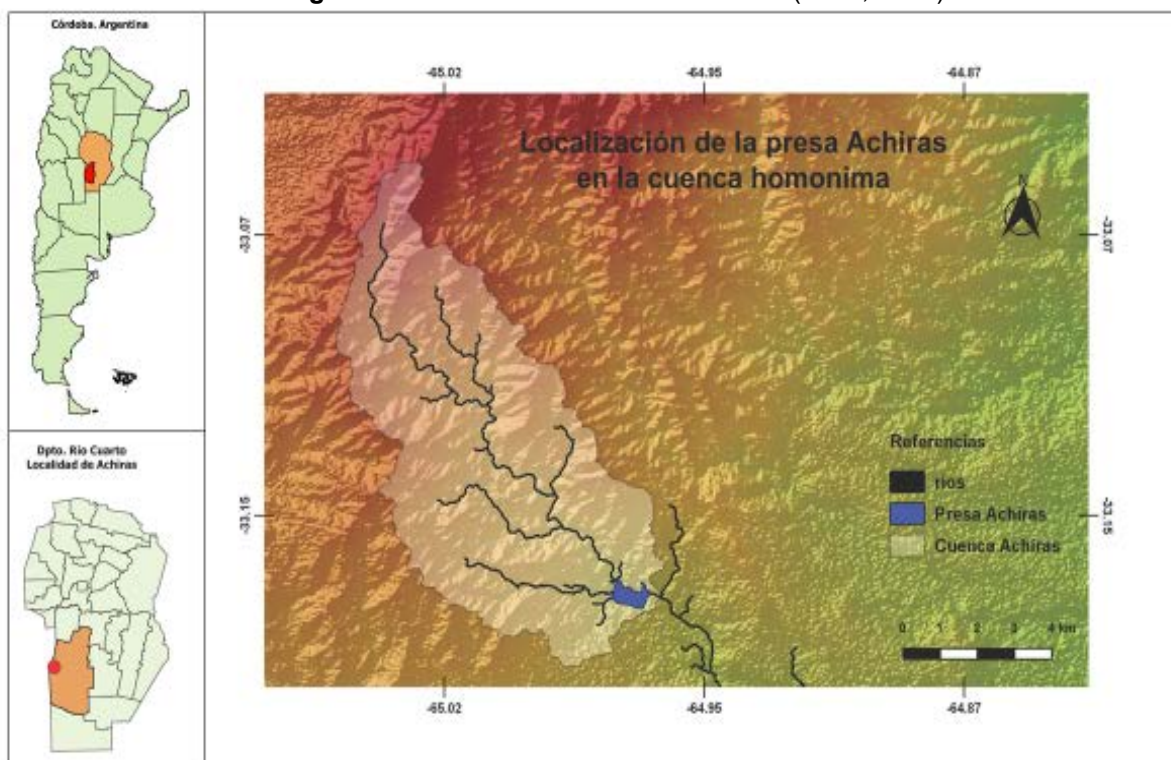 Córdoba. Argentina
Dpto. Río Cuarto
Localidad de Achiras
-65.02
-64.95
-64.87
Localización de la presa Achiras
en la cuenca homonima
N
-33.07
-33.07
-33.15
-33.15
Referencias
rios
Presa Achiras
Cuenca Achiras
0 1 2 3 4 km
-65.02
-64.95
-64.87